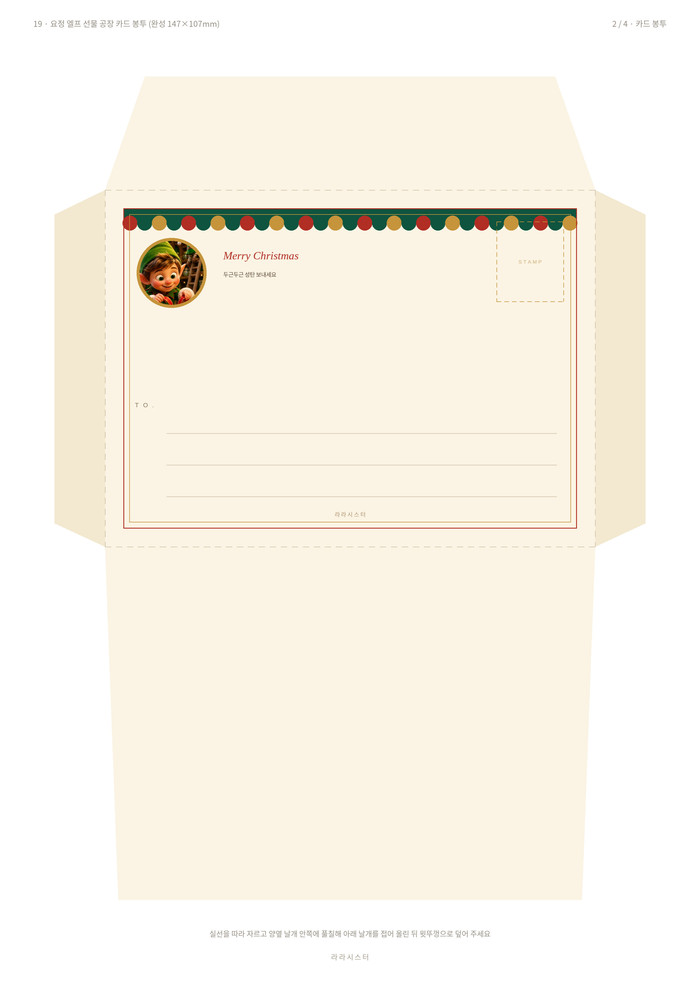 19 · 요정 엘프 선물 공장 카드 봉투 (완성 147×107mm)
2 / 4 · 카드 봉투
Merry Christmas
두근두근 성탄 보내세요
STAMP
TO.
라라시스터
실선을 따라 자르고 양옆 날개 안쪽에 풀칠해 아래 날개를 접어 올린 뒤 윗뚜껑으로 덮어 주세요
라라시스터